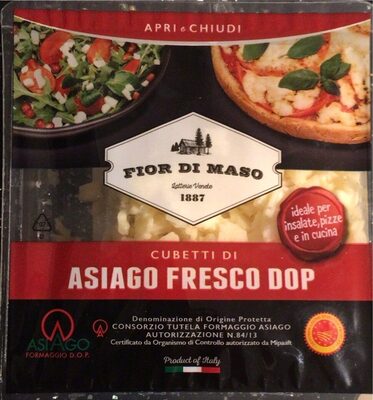 APRI e CHIUDI
FIOR DI MASO
Latterie Venete
1887
ideale per
insalate, pizze
e in cucina
CUBETTI DI
ASIAGO FRESCO DOP
Denominazione di Origine Protetta
CONSORZIO TUTELA FORMAGGIO ASIAGO
AUTORIZZAZIONE N.84/13
Certificato da Organismo di Controllo autorizzato da Mipaaft
ASIAGO
FORMAGGIO D.O.P.
Product of Italy